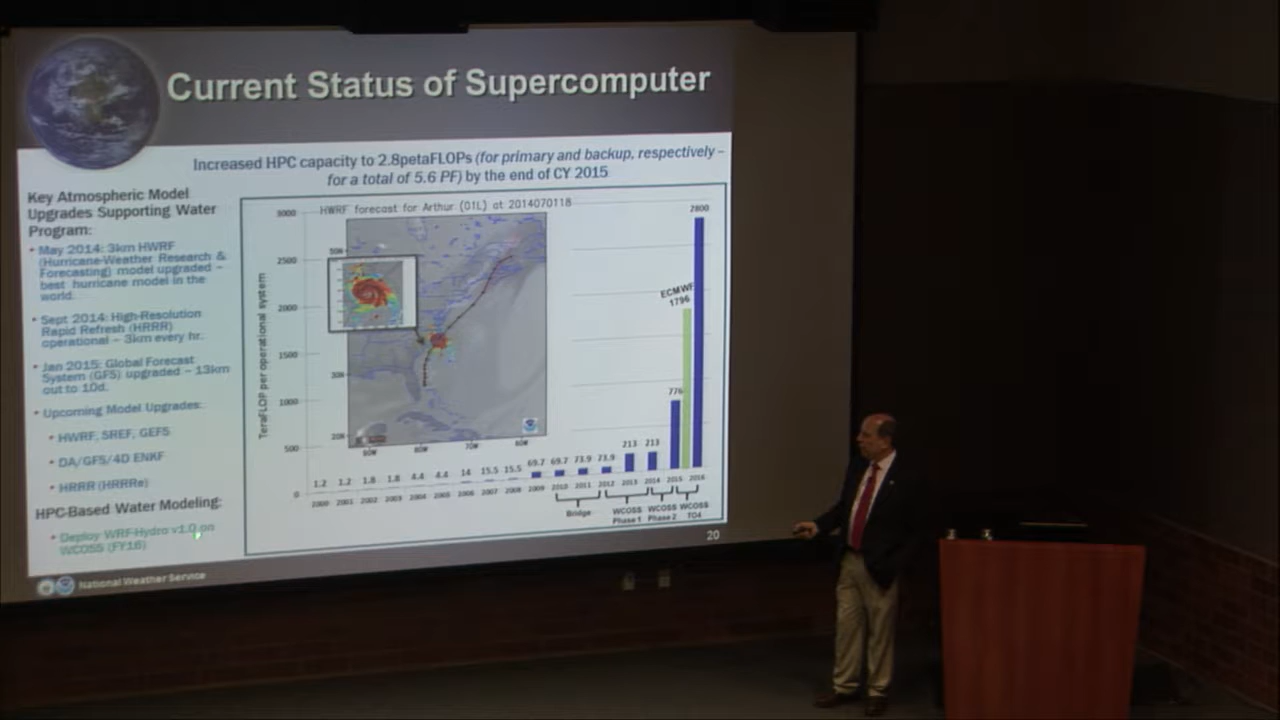 Current Status of Supercomputer
Increased HPC capacity to 2.8petaFLOPs (for primary and backup, respectively –
for a total of 5.6 PF) by the end of CY 2015
Key Atmospheric Model
Upgrades Supporting Water
Program:
• May 2014: 3km HWRF
(Hurricane-Weather Research &
Forecasting) model upgraded –
best hurricane model in the
world.
• Sept 2014: High-Resolution
Rapid Refresh (HRRR)
operational – 3km every hr.
• Jan 2015: Global Forecast
System (GFS) upgraded – 13km
out to 10d.
• Upcoming Model Upgrades:
• HWRF, SREF, GEFS
• DA/GFS/4D ENKF
• HRRR (HRRRe)
HPC-Based Water Modeling:
• Deploy WRF-Hydro v1.0 on
WCOSS (FY16)
HWRF forecast for Arthur (01L) at 2014070118
TeraFLOP per operational system
3000
2500
2000
1500
1000
500
0
50N
30N
20N
90W
80W
70W
60W
1.2 1.2 1.8 1.8 4.4 4.4 14 15.5 15.5 69.7 69.7 73.9 73.9 213 213 776
ECMWF
1796
2800
2000 2001 2002 2003 2004 2005 2006 2007 2008 2009 2010 2011 2012 2013 2014 2015 2016
Bridge
WCOSS
Phase 1
WCOSS
Phase 2
WCOSS
TO4
20
National Weather Service